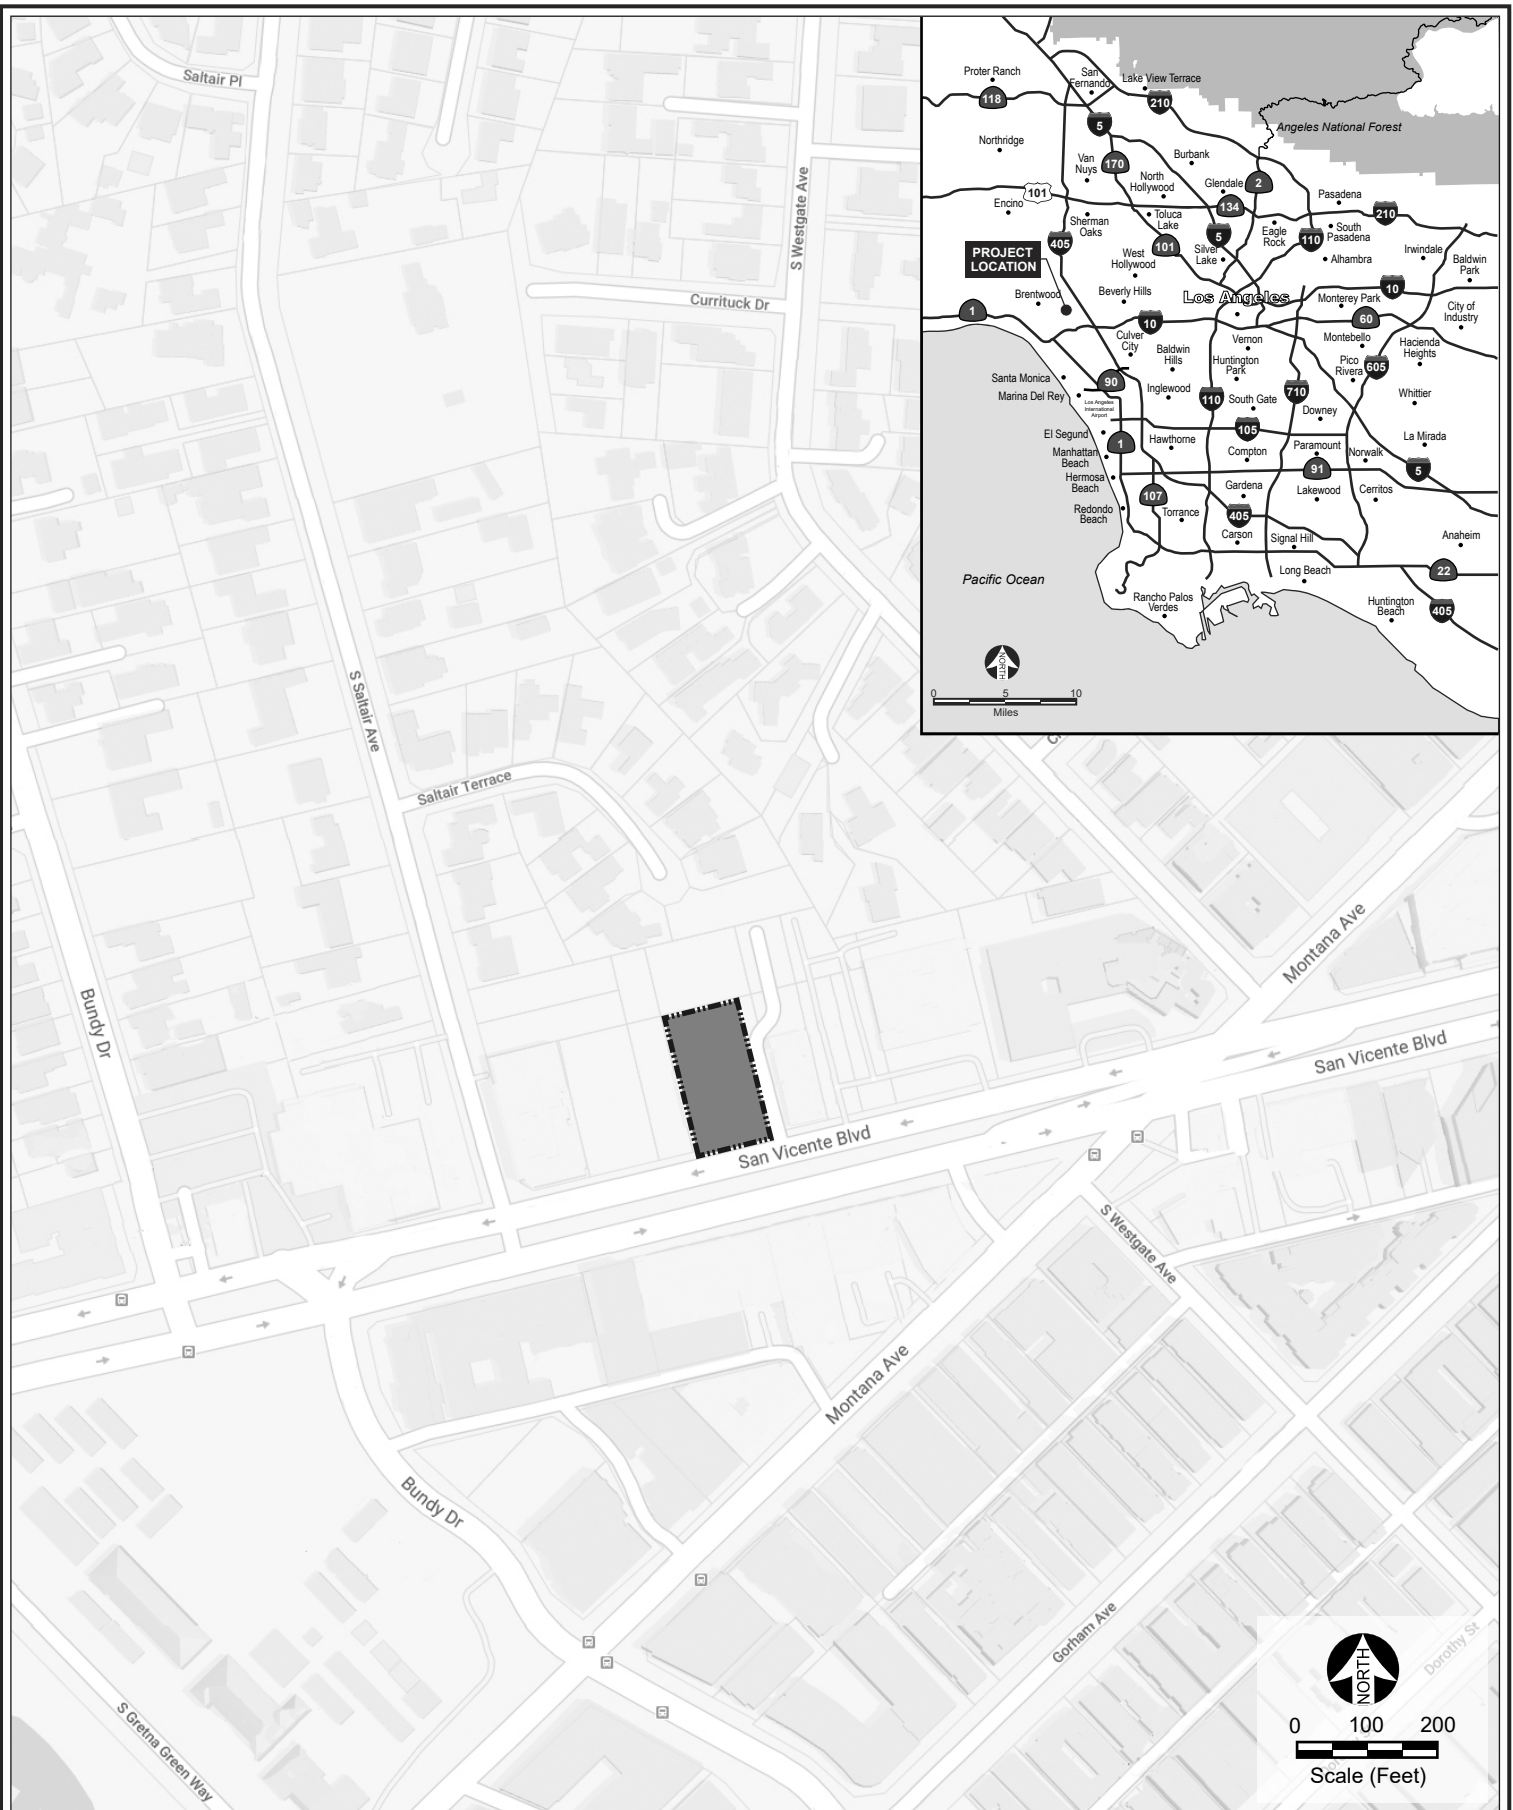 Saltair Pl
S Westgate Ave
Currituck Dr
S Saltair Ave
Saltair Terrace
Bundy Dr
Montana Ave
San Vicente Blvd
San Vicente Blvd
S Westgate Ave
Montana Ave
Bundy Dr
Gorham Ave
Dorothy St
S Gretna Green Way
NORTH
0 100 200
Scale (Feet)
Proter Ranch
San
Fernando
Lake View Terrace
118
210
5
Angeles National Forest
Northridge
Van
Nuys
170
Burbank
North
Hollywood
Glendale
2
Pasadena
101
Encino
134
210
Sherman
Oaks
Toluca
Lake
405
101
5
Silver
Lake
Eagle
Rock
110
South
Pasadena
Irwindale
Baldwin
Park
PROJECT
LOCATION
West
Hollywood
Alhambra
Brentwood
Beverly Hills
Los Angeles
Monterey Park
10
City of
Industry
1
10
60
Culver
City
Baldwin
Hills
Vernon
Montebello
Hacienda
Heights
Huntington
Park
Pico
Rivera
605
Santa Monica
90
Marina Del Rey
Los Angeles
International
Airport
Inglewood
110
South Gate
710
Downey
Whittier
El Segund
1
Hawthorne
105
Paramount
Norwalk
La Mirada
Manhattan
Beach
Compton
91
5
Hermosa
Beach
107
Gardena
Lakewood
Cerritos
Redondo
Beach
Torrance
405
Carson
Signal Hill
Anaheim
Pacific Ocean
Long Beach
22
Rancho Palos
Verdes
Huntington
Beach
405
NORTH
0 5 10
Miles